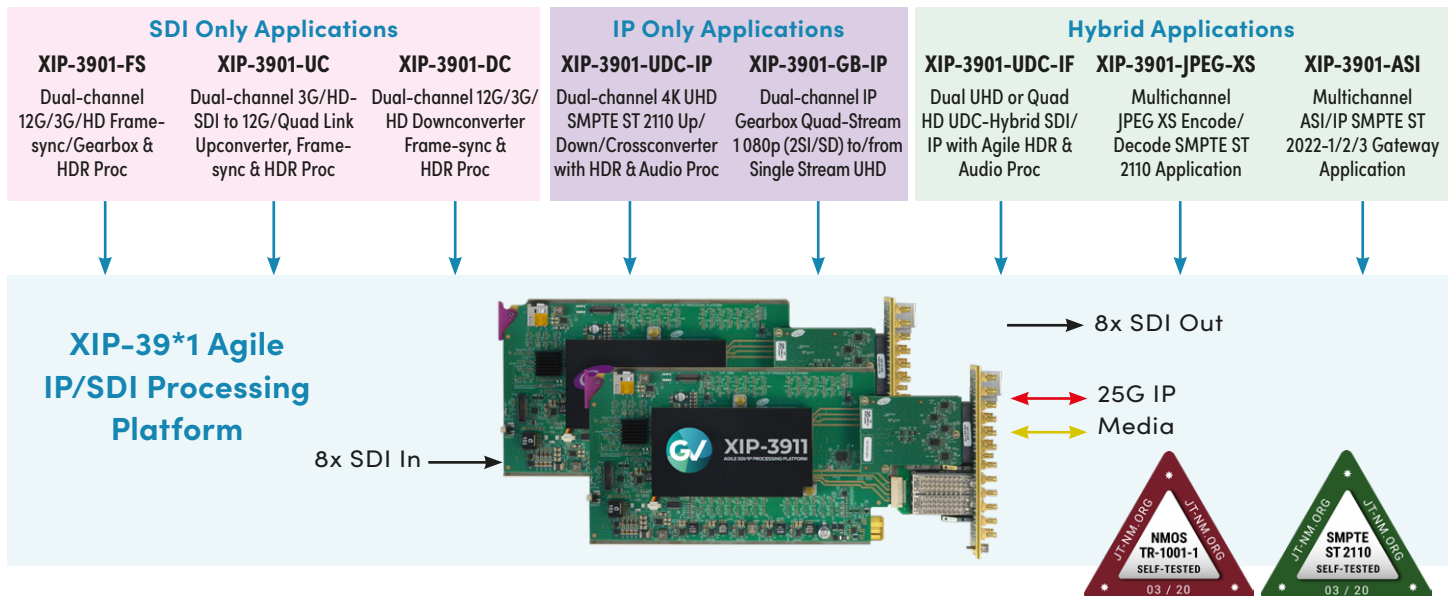 SDI Only Applications
XIP-3901-FS
Dual-channel
12G/3G/HD Frame-
sync/Gearbox &
HDR Proc
XIP-3901-UC
Dual-channel 3G/HD-
SDI to 12G/Quad Link
Upconverter, Frame-
sync & HDR Proc
XIP-3901-DC
Dual-channel 12G/3G/
HD Downconverter
Frame-sync &
HDR Proc
IP Only Applications
XIP-3901-UDC-IP
Dual-channel 4K UHD
SMPTE ST 2110 Up/
Down/Crossconverter
with HDR & Audio Proc
XIP-3901-GB-IP
Dual-channel IP
Gearbox Quad-Stream
1080p (2SI/SD) to/from
Single Stream UHD
Hybrid Applications
XIP-3901-UDC-IF
Dual UHD or Quad
HD UDC-Hybrid SDI/
IP with Agile HDR &
Audio Proc
XIP-3901-JPEG-XS
Multichannel
JPEG XS Encode/
Decode SMPTE ST
2110 Application
XIP-3901-ASI
Multichannel
ASI/IP SMPTE ST
2022-1/2/3 Gateway
Application
XIP-39*1 Agile
IP/SDI Processing
Platform
8x SDI In
GV
XIP-3911
AGILE SDI/IP PROCESSING PLATFORM
8x SDI Out
25G IP
Media
JT-NM.ORG
JT-NM.ORG
NMOS
TR-1001-1
SELF-TESTED
03 / 20
JT-NM.ORG
JT-NM.ORG
SMPTE
ST 2110
SELF-TESTED
03 / 20